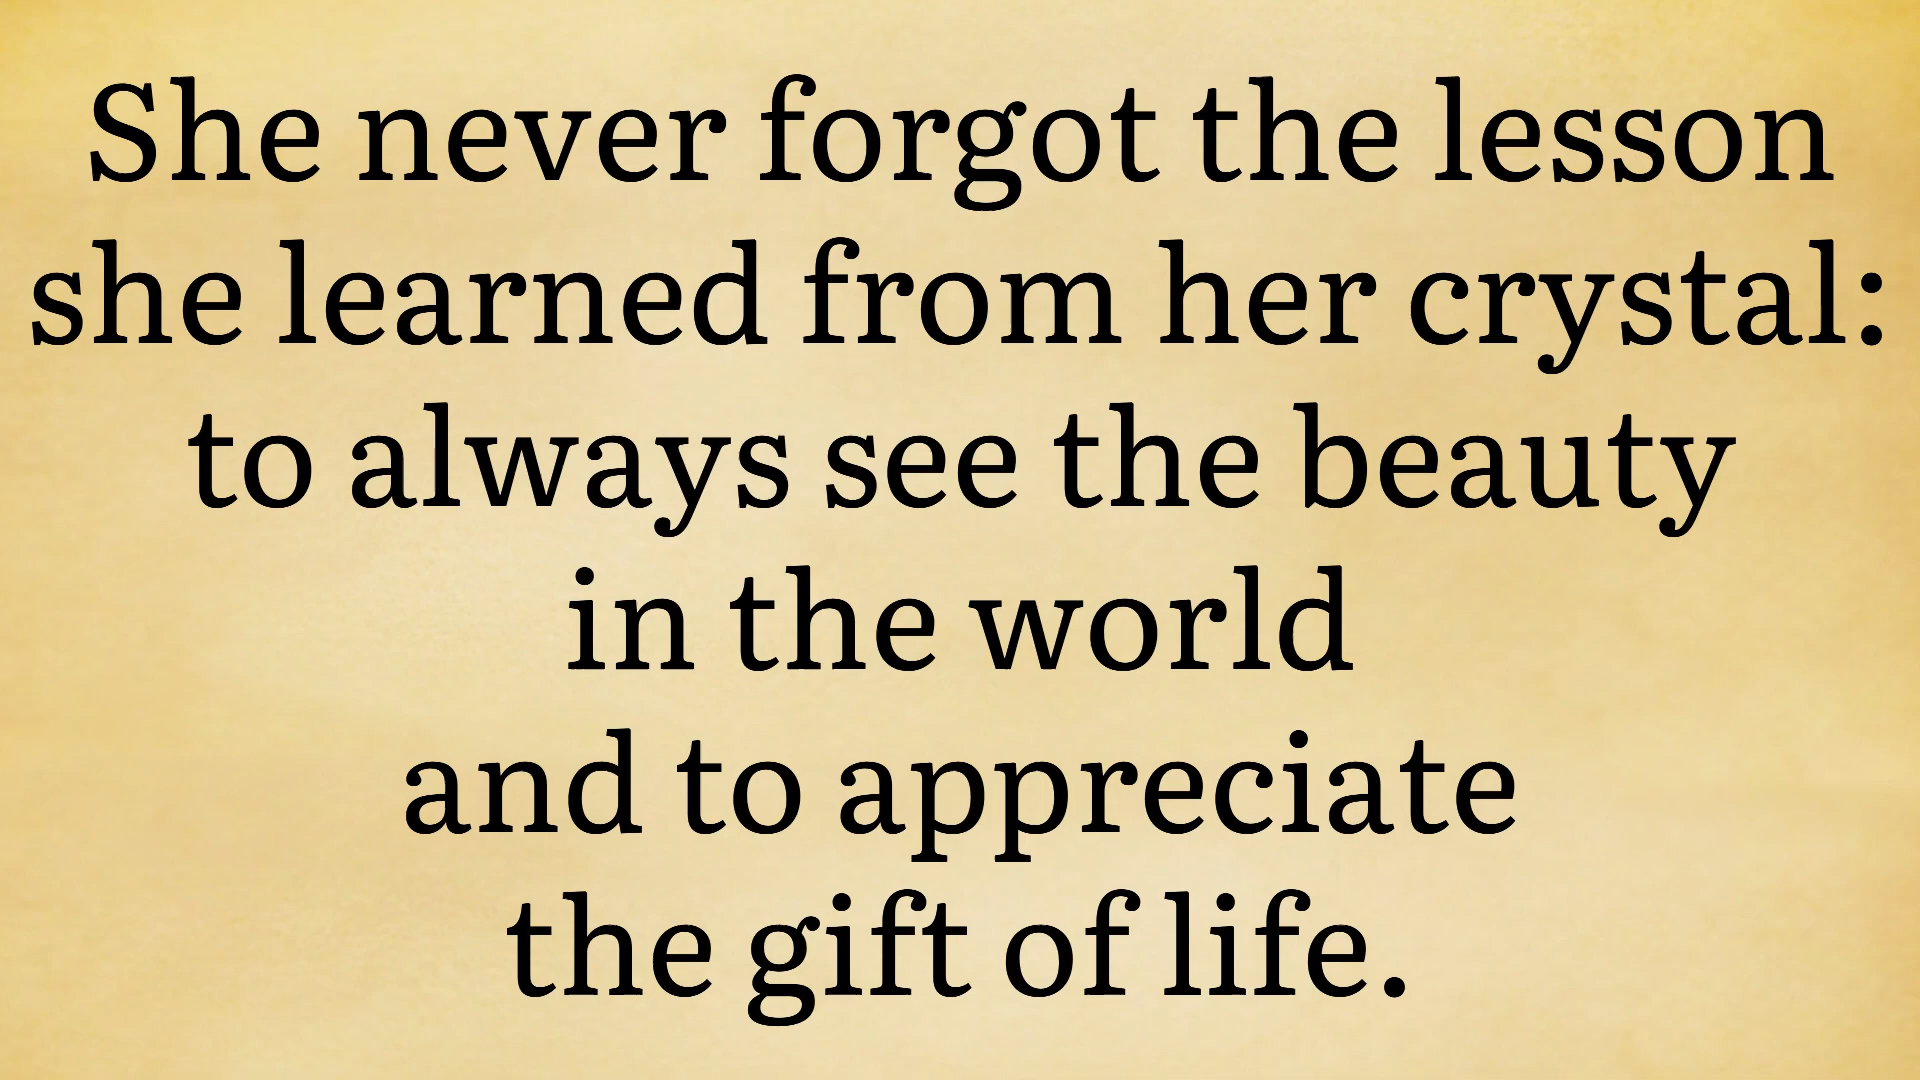 She never forgot the lesson
she learned from her crystal:
to always see the beauty
in the world
and to appreciate
the gift of life.